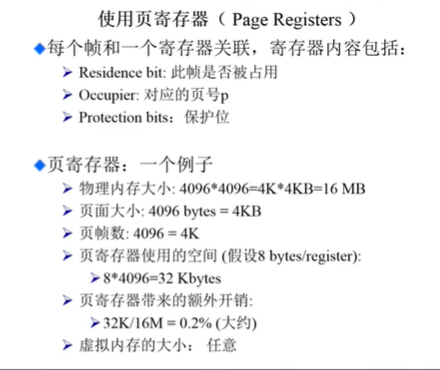 使用页寄存器（ Page Registers ）
每个帧和一个寄存器关联，寄存器内容包括：
Residence bit: 此帧是否被占用
Occupier: 对应的页号p
Protection bits：保护位
页寄存器：一个例子
物理内存大小: 4096*4096=4K*4KB=16 MB
页面大小: 4096 bytes = 4KB
页帧数: 4096 = 4K
页寄存器使用的空间 (假设8 bytes/register):
8*4096=32 Kbytes
页寄存器带来的额外开销:
32K/16M = 0.2% (大约)
虚拟内存的大小： 任意